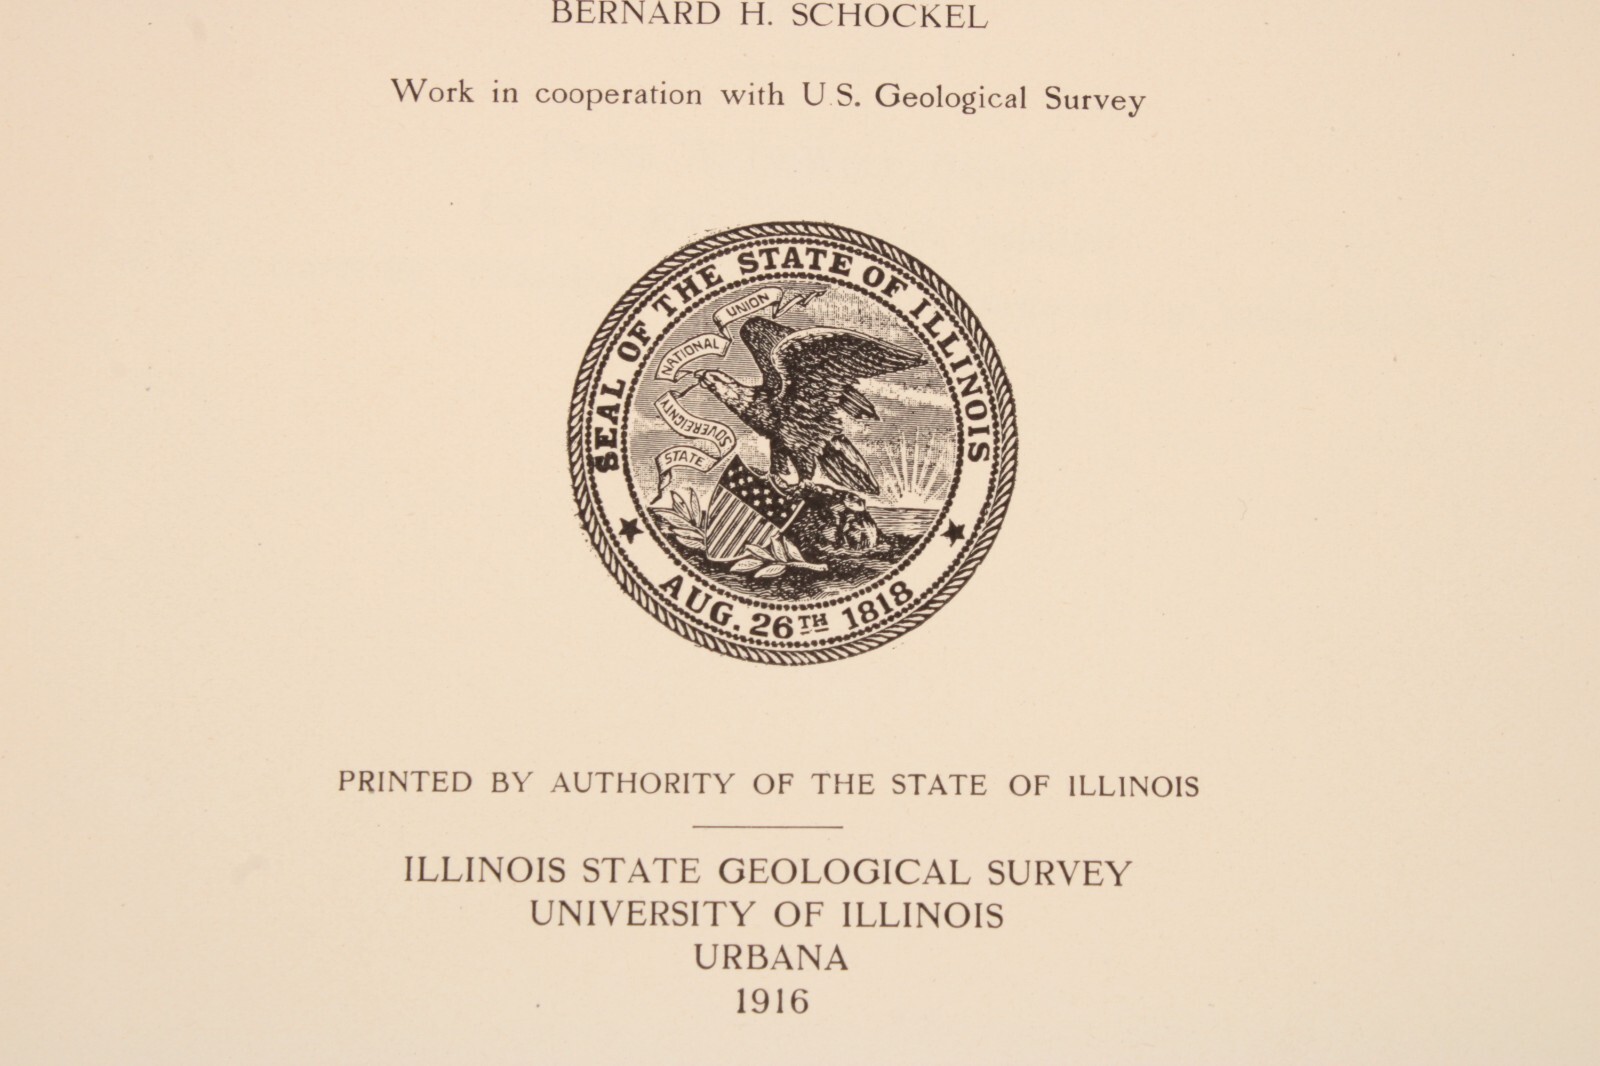 BERNARD H. SCHOCKEL
Work in cooperation with U.S. Geological Survey
SEAL OF THE STATE OF ILLINOIS
NATIONAL UNION
STATE SOVEREIGNTY
AUG. 26TH 1818
PRINTED BY AUTHORITY OF THE STATE OF ILLINOIS
ILLINOIS STATE GEOLOGICAL SURVEY
UNIVERSITY OF ILLINOIS
URBANA
1916